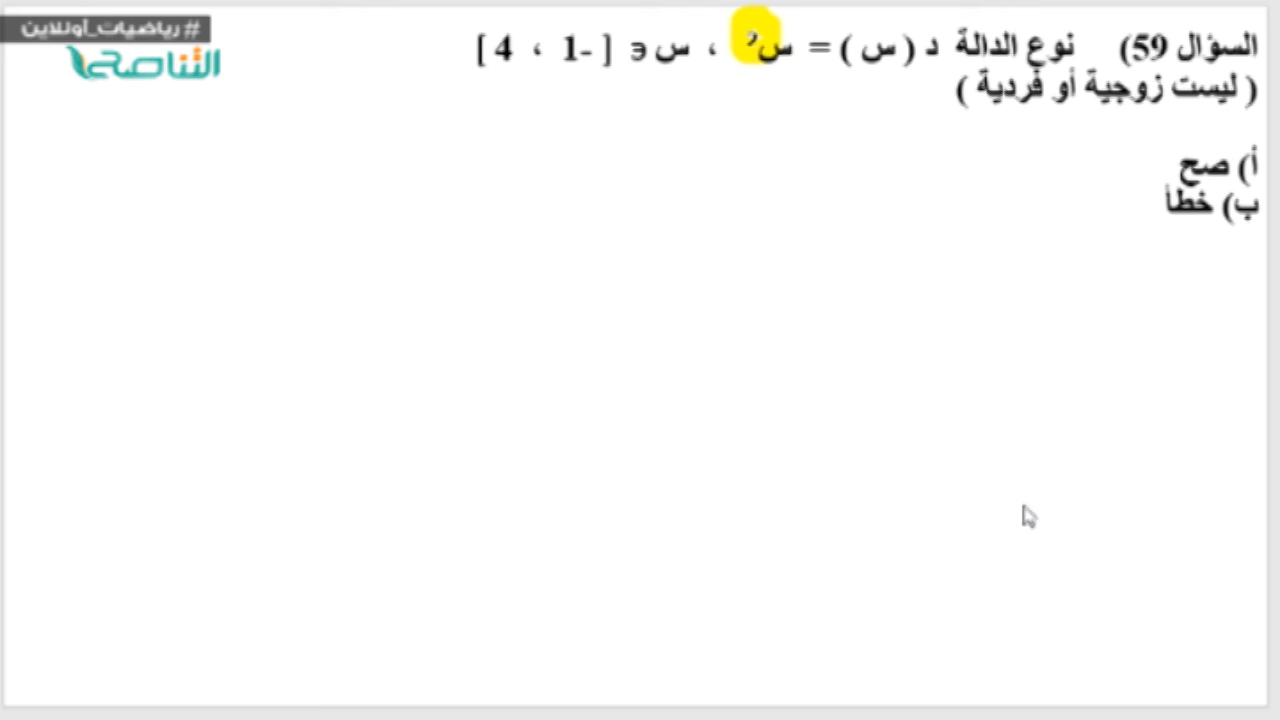 #رياضيات_أونلاين
الناصح
السؤال 59) نوع الدالة د ( س ) = س² ، س ∍ [ -1 ، 4 ]
( ليست زوجية أو فردية )
أ) صح
ب) خطأ